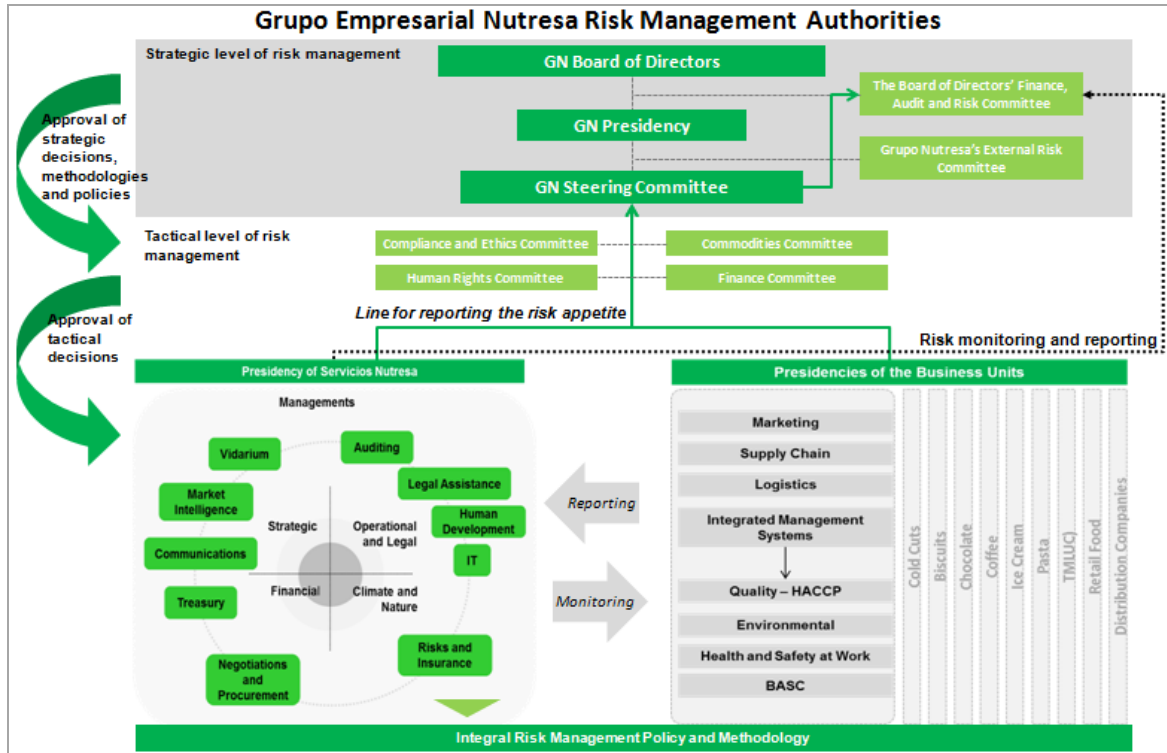 Grupo Empresarial Nutresa Risk Management Authorities
Strategic level of risk management
GN Board of Directors
The Board of Directors' Finance,
Audit and Risk Committee
GN Presidency
Grupo Nutresa's External Risk
Committee
GN Steering Committee
Approval of
strategic
decisions,
methodologies
and policies
Tactical level of risk
management
Compliance and Ethics Committee
Commodities Committee
Human Rights Committee
Finance Committee
Line for reporting the risk appetite
Approval of
tactical
decisions
Risk monitoring and reporting
Presidency of Servicios Nutresa
Presidencies of the Business Units
Managements
Vidarium
Auditing
Market
Intelligence
Legal Assistance
Human
Development
Communications
IT
Treasury
Negotiations
and
Procurement
Risks and
Insurance
Strategic
Operational
and Legal
Financial
Climate and
Nature
Reporting
Monitoring
Marketing
Supply Chain
Logistics
Integrated Management
Systems
Quality – HACCP
Environmental
Health and Safety at Work
BASC
Cold Cuts
Biscuits
Chocolate
Coffee
Ice Cream
Pasta
TMLUC)
Retail Food
Distribution Companies
Integral Risk Management Policy and Methodology